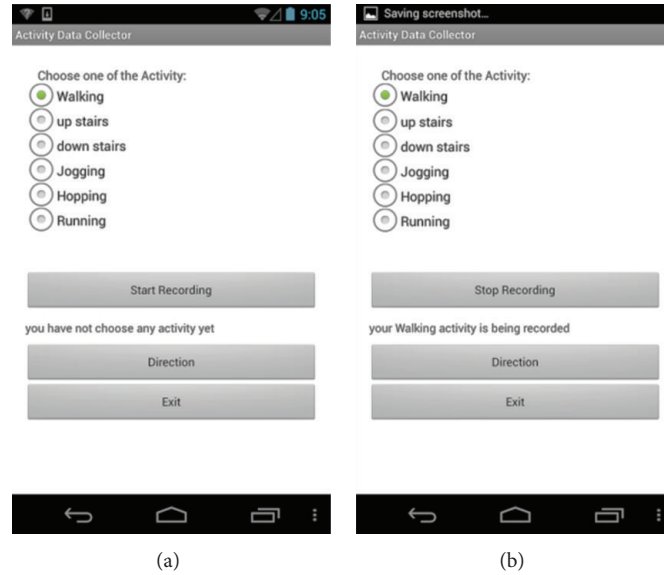 9:05
Activity Data Collector
Choose one of the Activity:
Walking
up stairs
down stairs
Jogging
Hopping
Running
Start Recording
you have not choose any activity yet
Direction
Exit
(a)
Saving screenshot...
Activity Data Collector
Choose one of the Activity:
Walking
up stairs
down stairs
Jogging
Hopping
Running
Stop Recording
your Walking activity is being recorded
Direction
Exit
(b)